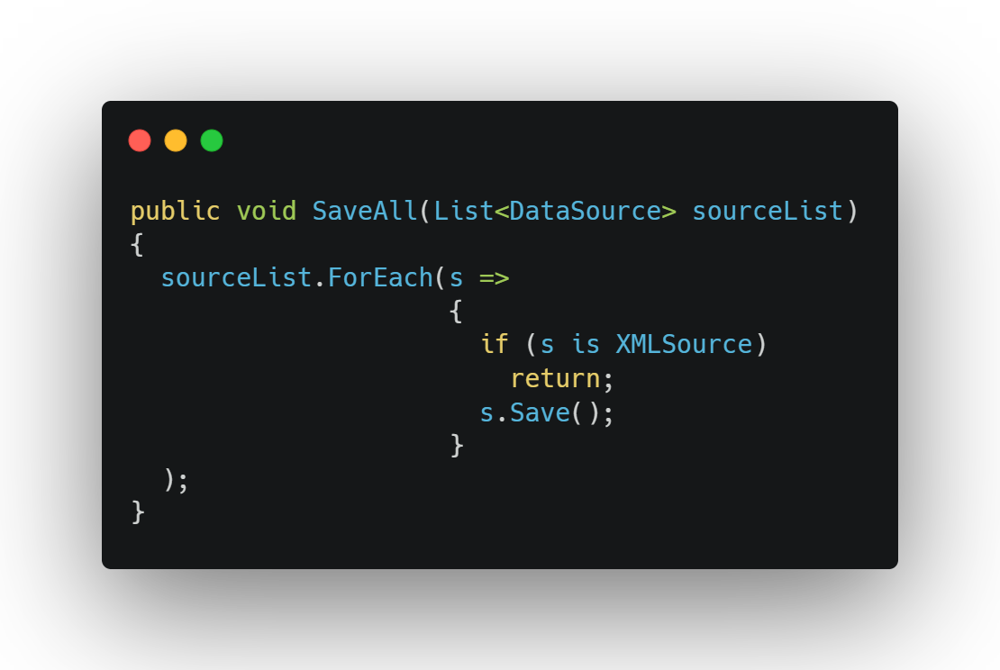 public void SaveAll(List<DataSource> sourceList)
{
  sourceList.ForEach(s =>
                     {
                       if (s is XMLSource)
                         return;
                       s.Save();
                     }
  );
}